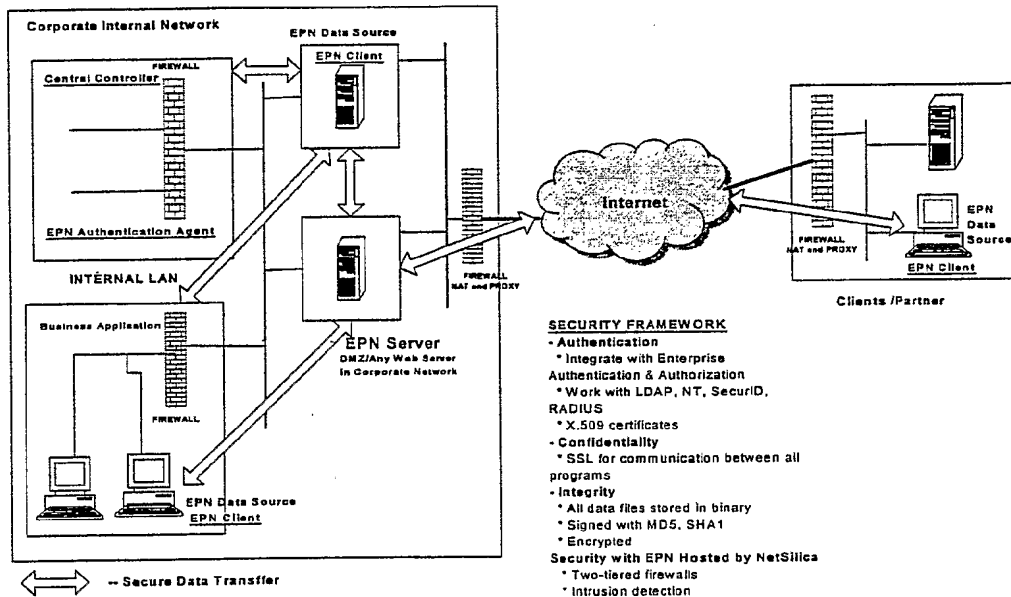 Corporate Internal Network
EPN Data Source
EPN Client
FIREWALL
Central Controller
EPN Authentication Agent
INTERNAL LAN
Business Application
FIREWALL
EPN Data Source
EPN Client
EPN Server
DMZ/Any Web Server
in Corporate Network
FIREWALL
NAT and PROXY
Internet
FIREWALL
NAT and PROXY
EPN
Data
Source
EPN Client
Clients /Partner
SECURITY FRAMEWORK
- Authentication
* Integrate with Enterprise
Authentication & Authorization
* Work with LDAP, NT, SecurID,
RADIUS
* X.509 certificates
- Confidentiality
* SSL for communication between all
programs
- Integrity
* All data files stored in binary
* Signed with MD5, SHA1
* Encrypted
Security with EPN Hosted by NetSilica
* Two-tiered firewalls
* Intrusion detection
-- Secure Data Transffer